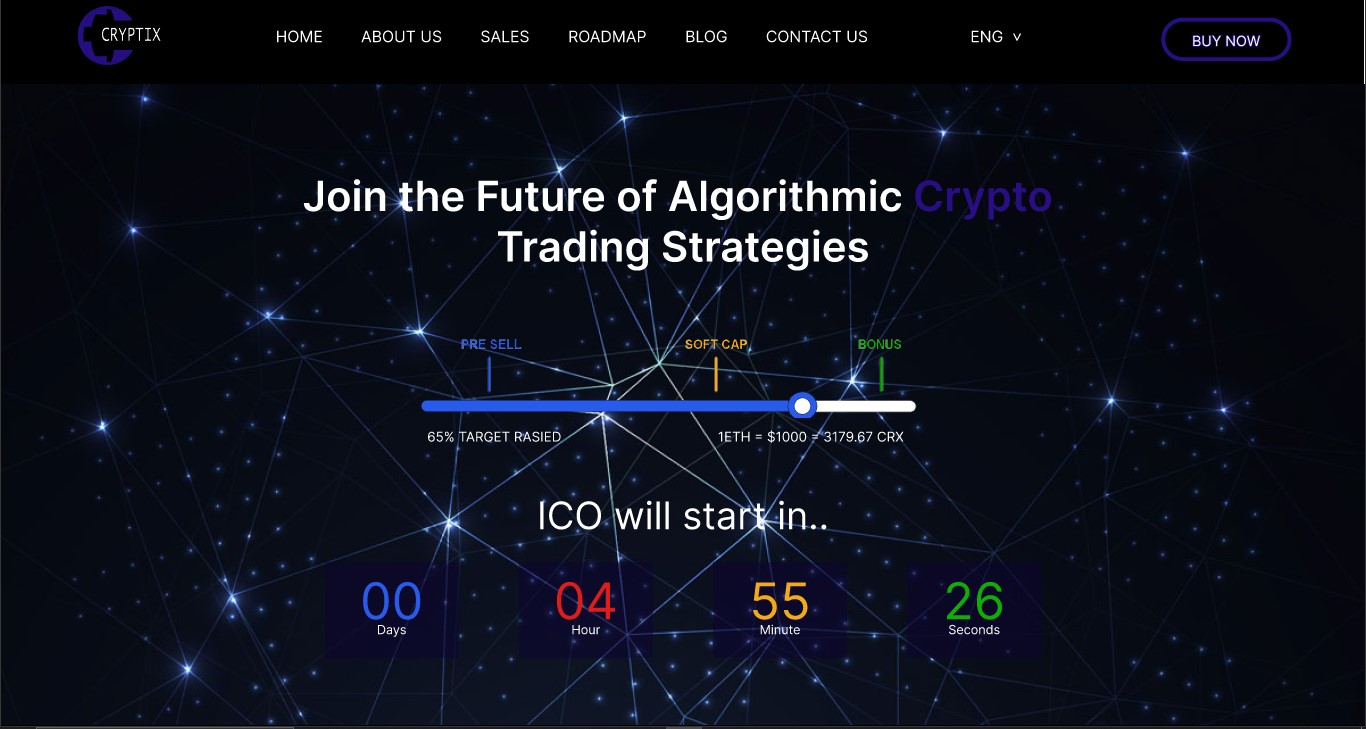 CRYPTIX
HOME ABOUT US SALES ROADMAP BLOG CONTACT US ENG v BUY NOW
Join the Future of Algorithmic Crypto
Trading Strategies
PRE SELL SOFT CAP BONUS
65% TARGET RASIED 1ETH = $1000 = 3179.67 CRX
ICO will start in..
00 04 55 26
Days Hour Minute Seconds